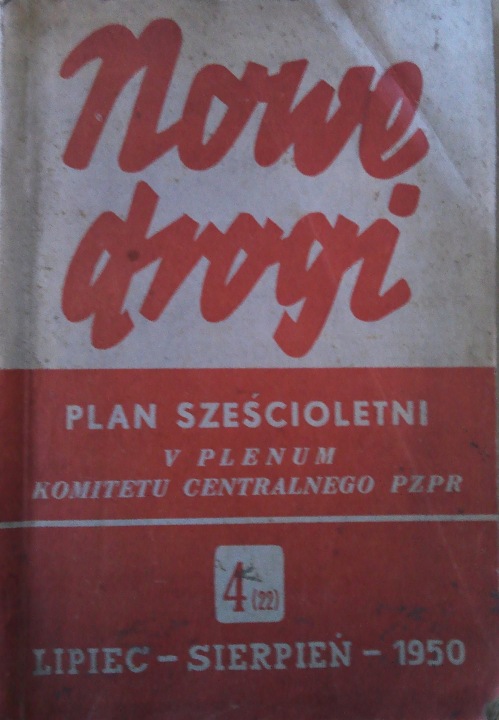 Nowe
drogi
PLAN SZEŚCIOLETNI
V PLENUM
KOMITETU CENTRALNEGO PZPR
4 (22)
LIPIEC – SIERPIEŃ – 1950